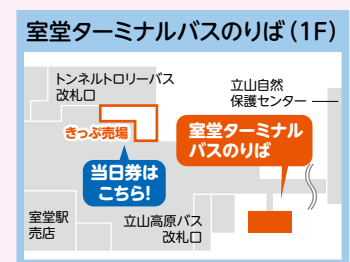 室堂ターミナルバスのりば（1F）
トンネルトロリーバス
改札口
立山自然
保護センター
きっぷ売場
室堂ターミナル
バスのりば
当日券は
こちら!
室堂駅
売店
立山高原バス
改札口